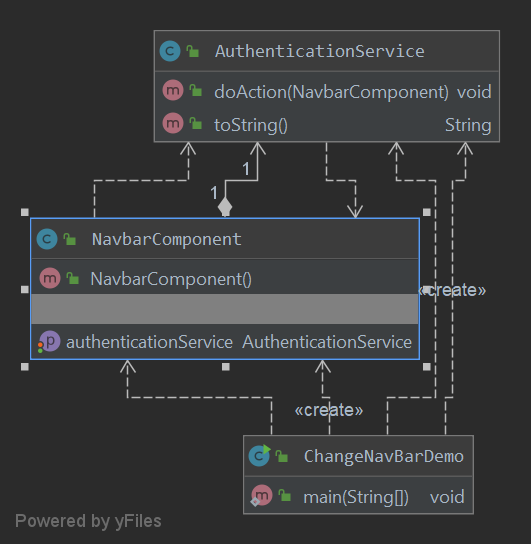 AuthenticationService
doAction(NavbarComponent) void
toString() String
1
1
NavbarComponent
NavbarComponent()
«create»
authenticationService AuthenticationService
«create»
ChangeNavBarDemo
main(String[]) void
Powered by yFiles